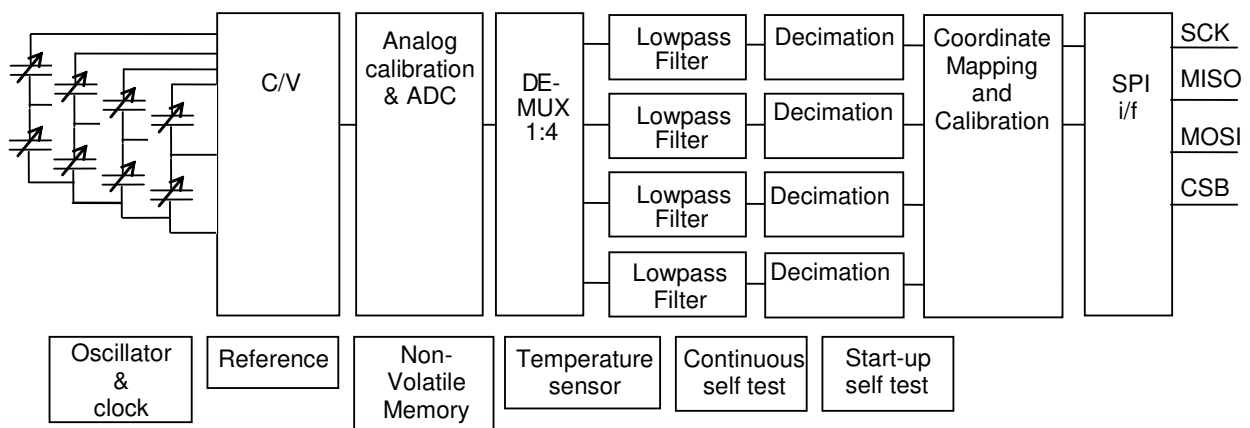 C/V
Analog
calibration
& ADC
DE-
MUX
1:4
Lowpass
Filter
Decimation
Lowpass
Filter
Decimation
Lowpass
Filter
Decimation
Lowpass
Filter
Decimation
Coordinate
Mapping
and
Calibration
SPI
i/f
SCK
MISO
MOSI
CSB
Oscillator
&
clock
Reference
Non-
Volatile
Memory
Temperature
sensor
Continuous
self test
Start-up
self test